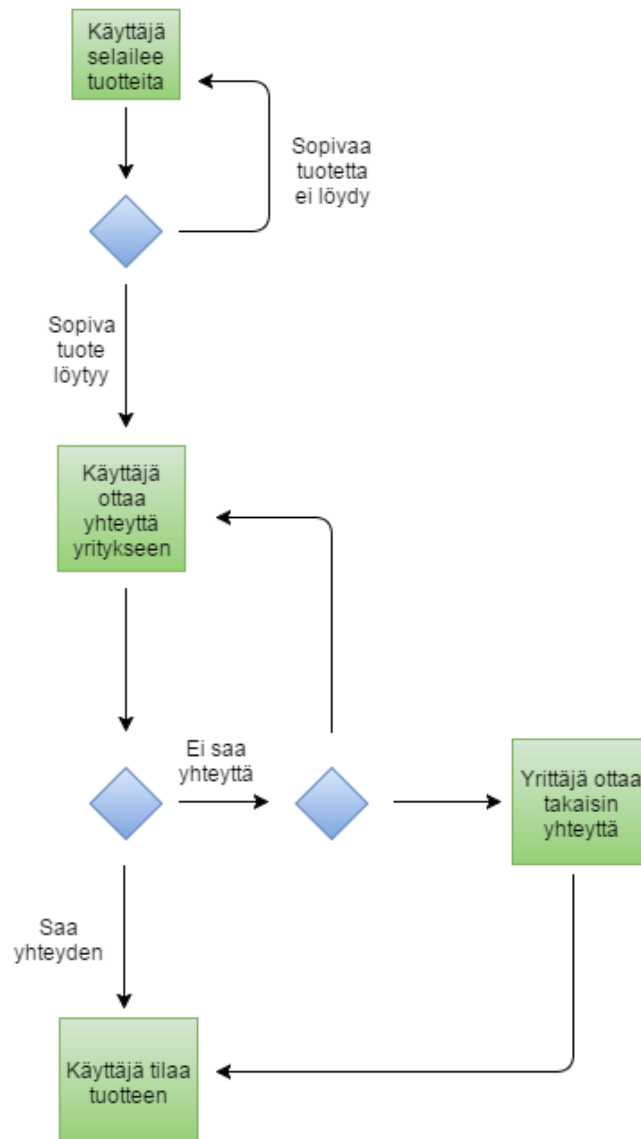 Käyttäjä
selailee
tuotteita
Sopivaa
tuotetta
ei löydy
Sopiva
tuote
löytyy
Käyttäjä
ottaa
yhteyttä
yritykseen
Ei saa
yhteyttä
Yrittäjä ottaa
takaisin
yhteyttä
Saa
yhteyden
Käyttäjä tilaa
tuotteen